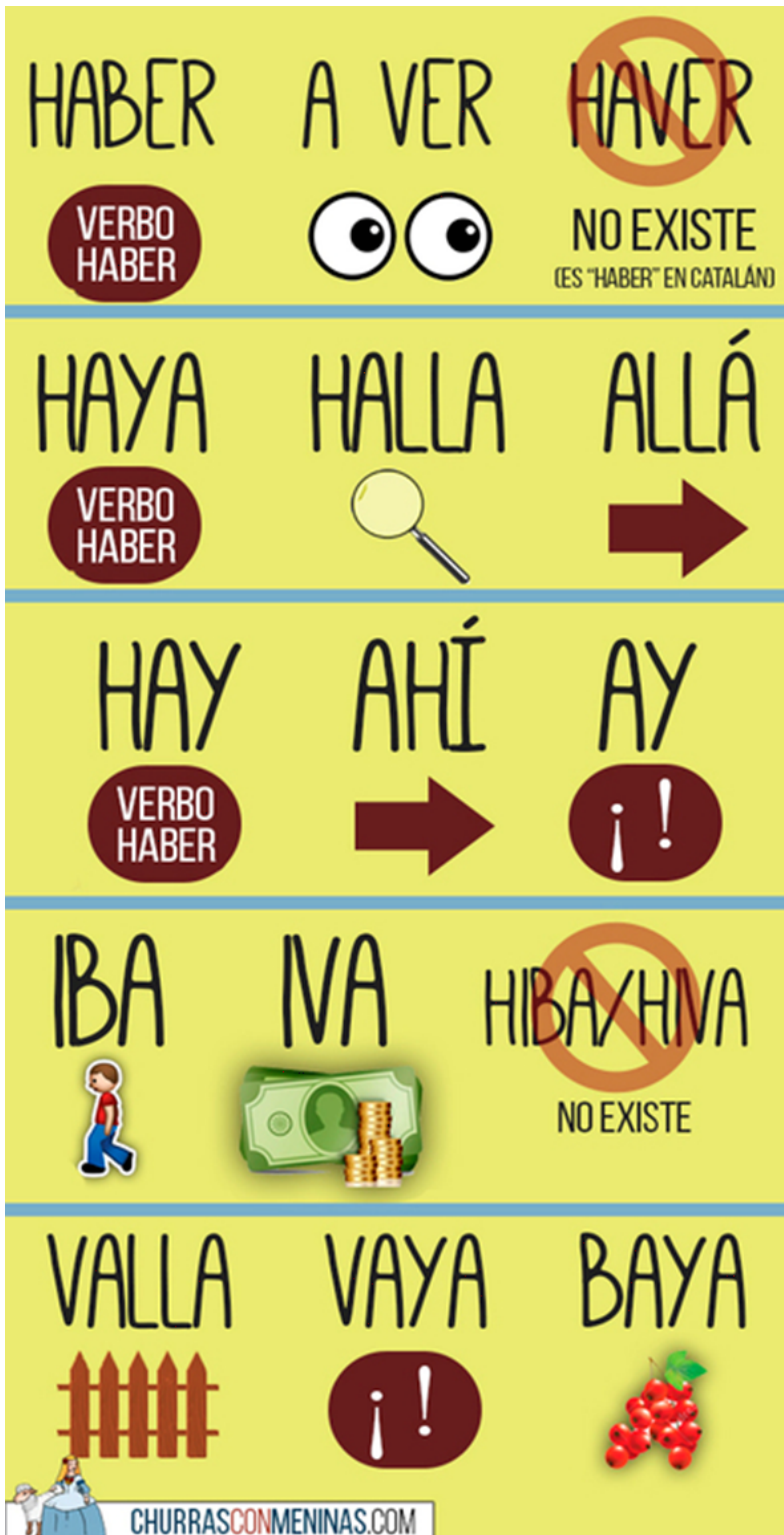 HABER A VER HAVER
VERBO
HABER
NO EXISTE
(ES "HABER" EN CATALÁN)
HAYA HALLA ALLÁ
VERBO
HABER
HAY AHÍ AY
VERBO
HABER
¡!
IBA IVA HIBA/HIVA
NO EXISTE
VALLA VAYA BAYA
¡!
CHURRASCONMENINAS.COM